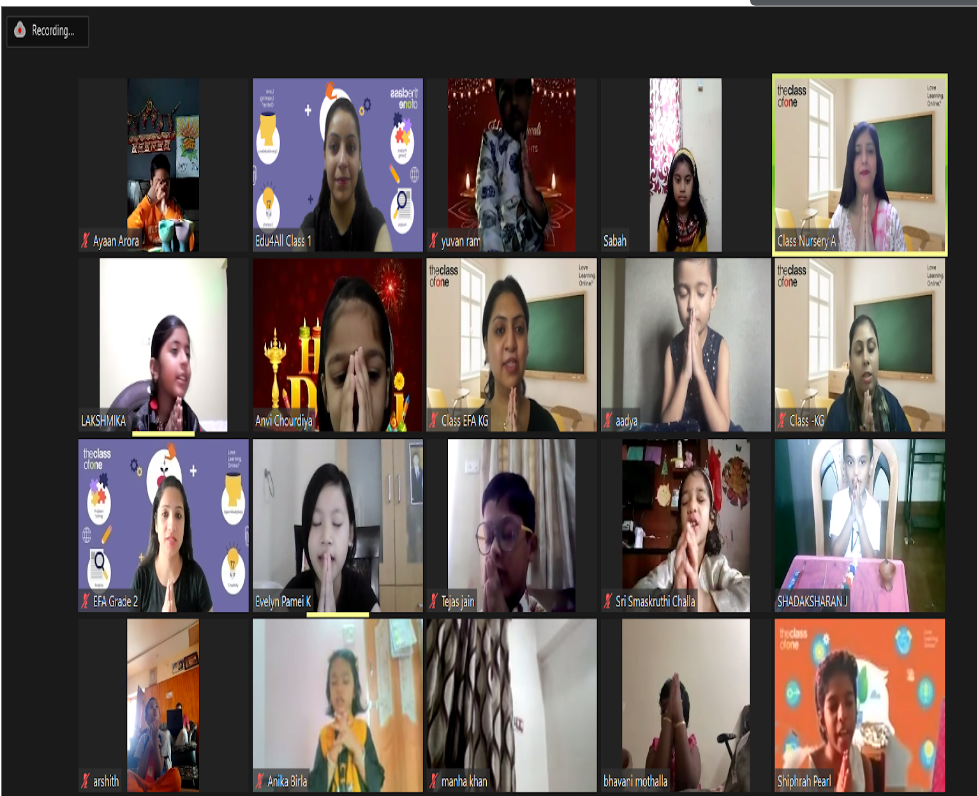 Recording...
Ayaan Arora
Edu4All Class 1
theclass
ofone
yuvan ram
Sabah
theclass
ofone
Love
Learning.
Online!
Class Nursery A
LAKSHMIKA
H
D
Anvi Chourdiya
theclass
ofone
Love
Learning.
Online!
Class EFA KG
aadya
theclass
ofone
Love
Learning.
Online!
Class -KG
theclass
ofone
Love
Learning.
Online!
EFA Grade 2
Evelyn Pamei K
Tejas jain
Sri Smaskruthi Challa
SHADAKSHARAN J
arshith
Anika Birla
manha khan
bhavani mothalla
theclass
ofone
Shiphrah Pearl